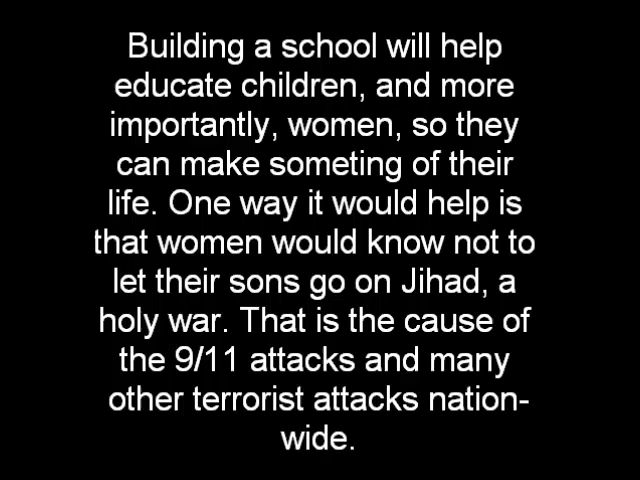 Building a school will help
educate children, and more
importantly, women, so they
can make someting of their
life. One way it would help is
that women would know not to
let their sons go on Jihad, a
holy war. That is the cause of
the 9/11 attacks and many
other terrorist attacks nation-
wide.